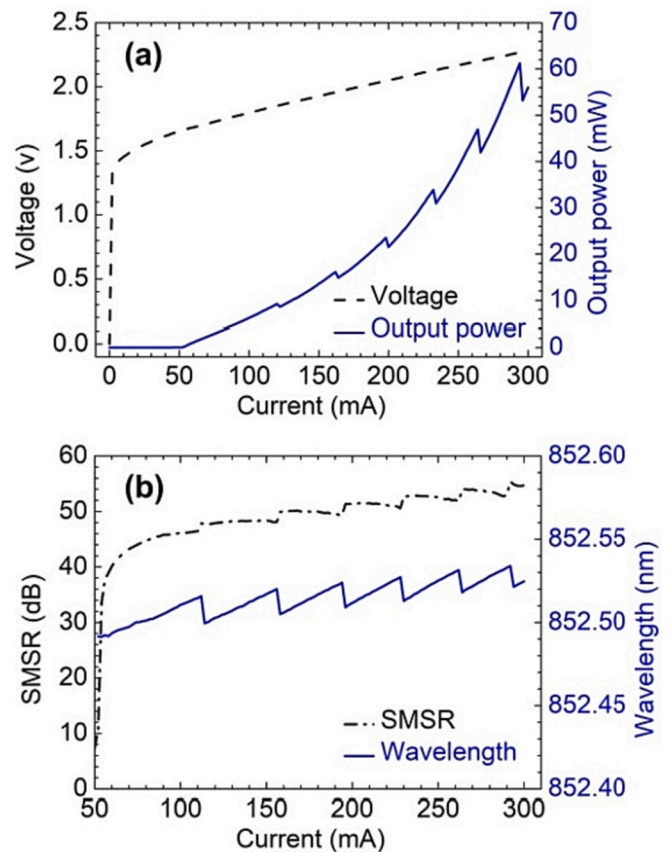 (a)
Voltage (v)
2.5
2.0
1.5
1.0
0.5
0.0
Output power (mW)
70
60
50
40
30
20
10
0
Voltage
Output power
0 50 100 150 200 250 300
Current (mA)
(b)
SMSR (dB)
60
50
40
30
20
10
0
Wavelength (nm)
852.60
852.55
852.50
852.45
852.40
SMSR
Wavelength
50 100 150 200 250 300
Current (mA)